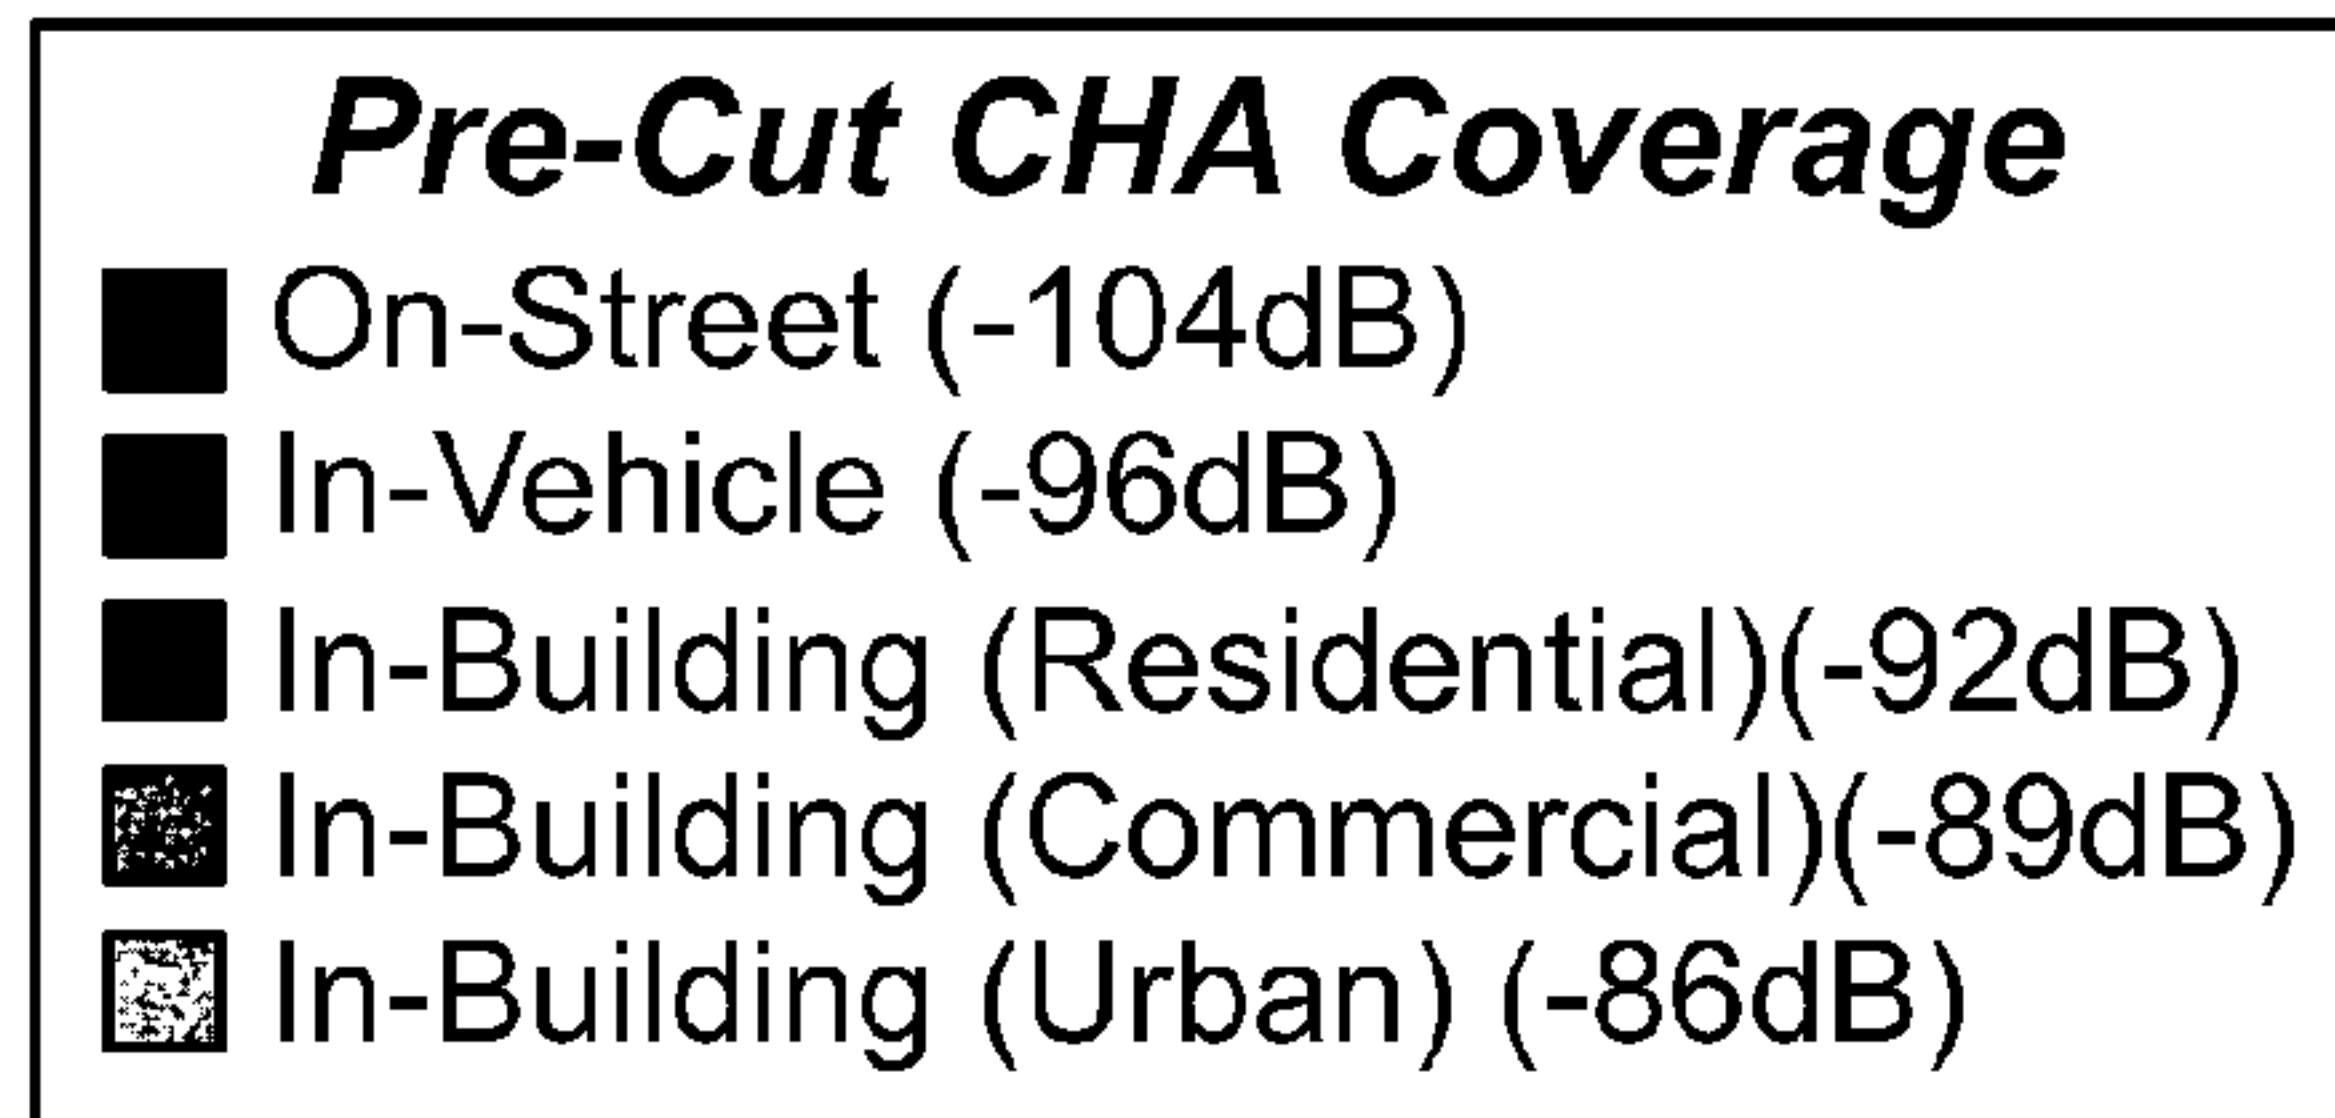 Pre-Cut CHA Coverage
On-Street (-104dB)
In-Vehicle (-96dB)
In-Building (Residential)(-92dB)
In-Building (Commercial)(-89dB)
In-Building (Urban) (-86dB)